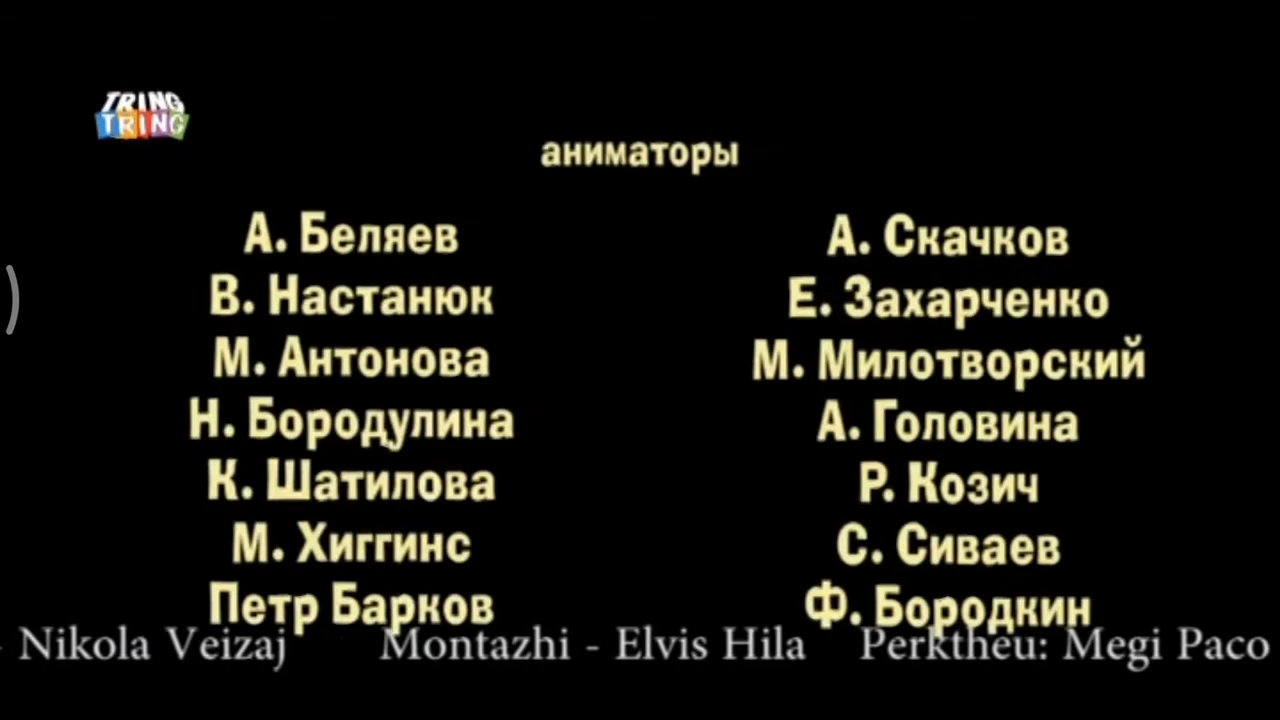 TRING
TRING
аниматоры
А. Беляев
В. Настанюк
М. Антонова
Н. Бородулина
К. Шатилова
М. Хиггинс
Петр Барков
А. Скачков
Е. Захарченко
М. Милотворский
А. Головина
Р. Козич
С. Сиваев
Ф. Бородкин
- Nikola Veizaj Montazhi - Elvis Hila Perktheu: Megi Paco